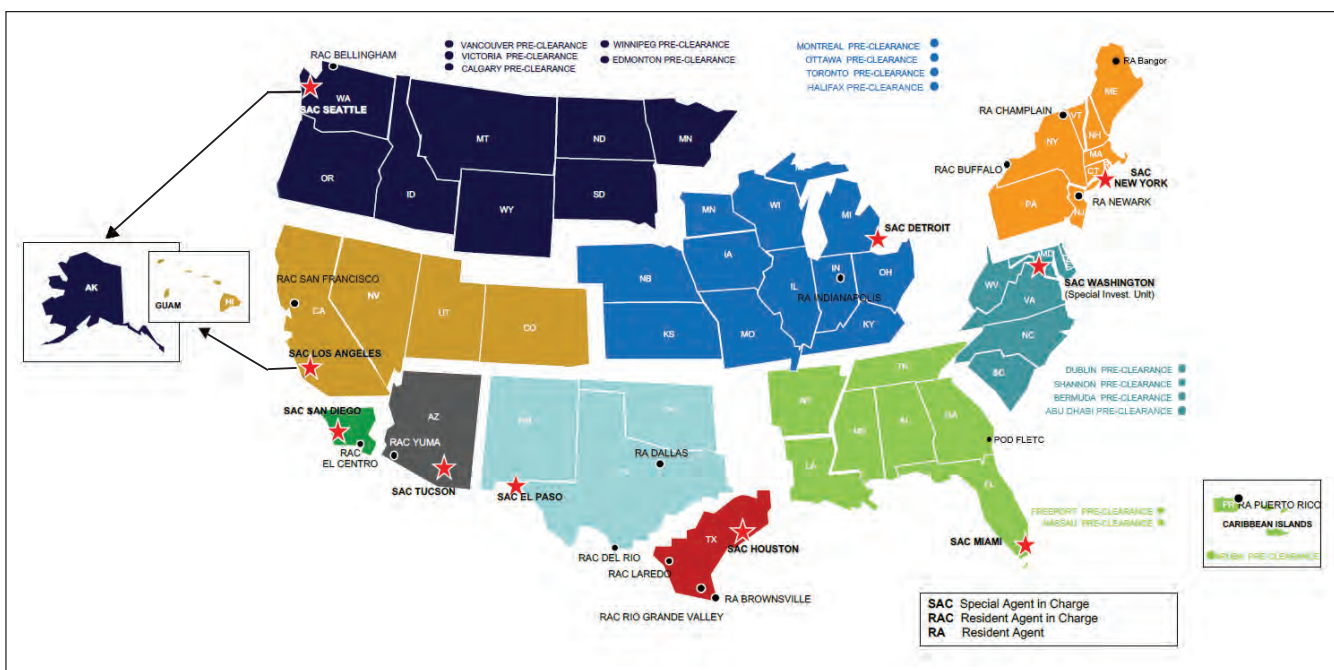 VANCOUVER PRE-CLEARANCE
VICTORIA PRE-CLEARANCE
CALGARY PRE-CLEARANCE
WINNIPEG PRE-CLEARANCE
EDMONTON PRE-CLEARANCE
MONTREAL PRE-CLEARANCE
OTTAWA PRE-CLEARANCE
TORONTO PRE-CLEARANCE
HALIFAX PRE-CLEARANCE
RAC BELLINGHAM
WA
SAC SEATTLE
MT
ND
MN
OR
ID
WY
SD
RA Bangor
ME
RA CHAMPLAIN
VT
NH
NY
MA
CT
RAC BUFFALO
SAC
NEW YORK
PA
NJ
RA NEWARK
MN
WI
MI
SAC DETROIT
IA
NB
IL
IN
OH
RA INDIANAPOLIS
KS
MO
KY
AK
GUAM
HI
RAC SAN FRANCISCO
CA
NV
UT
CO
SAC LOS ANGELES
MD
SAC WASHINGTON
(Special Invest. Unit)
WV
VA
NC
SC
DUBLIN PRE-CLEARANCE
SHANNON PRE-CLEARANCE
BERMUDA PRE-CLEARANCE
ABU DHABI PRE-CLEARANCE
SAC SAN DIEGO
RAC
EL CENTRO
AZ
RAC YUMA
SAC TUCSON
SAC EL PASO
RA DALLAS
TN
MS
AL
GA
LA
FL
POD FLETC
FREEPORT PRE-CLEARANCE
NASSAU PRE-CLEARANCE
SAC MIAMI
TX
SAC HOUSTON
RAC DEL RIO
RAC LAREDO
RA BROWNSVILLE
RAC RIO GRANDE VALLEY
PR
RA PUERTO RICO
CARIBBEAN ISLANDS
ARUBA PRE-CLEARANCE
SAC Special Agent in Charge
RAC Resident Agent in Charge
RA Resident Agent